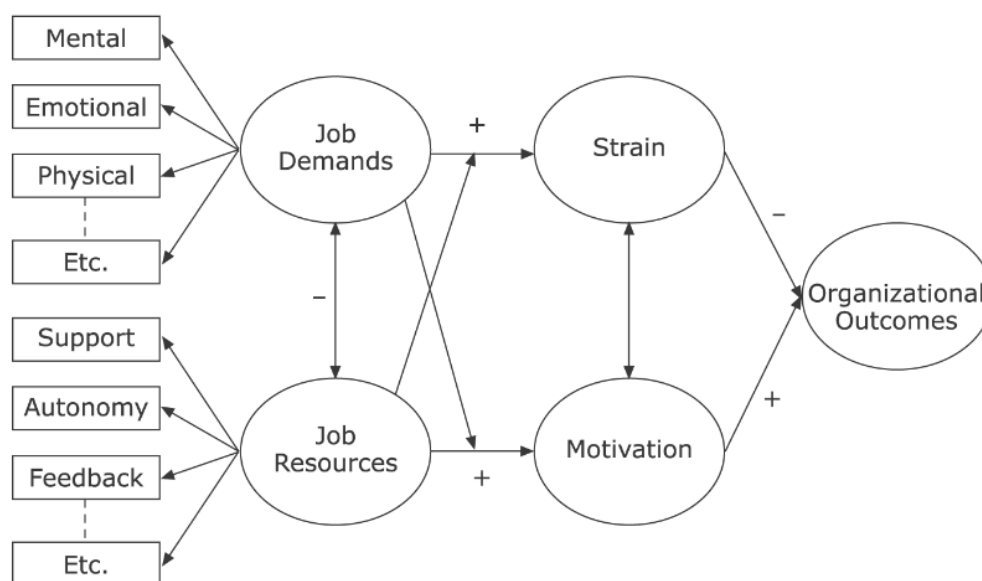 Mental
Emotional
Physical
Etc.
Support
Autonomy
Feedback
Etc.
Job
Demands
–
Job
Resources
+
+
Strain
Motivation
–
+
Organizational
Outcomes